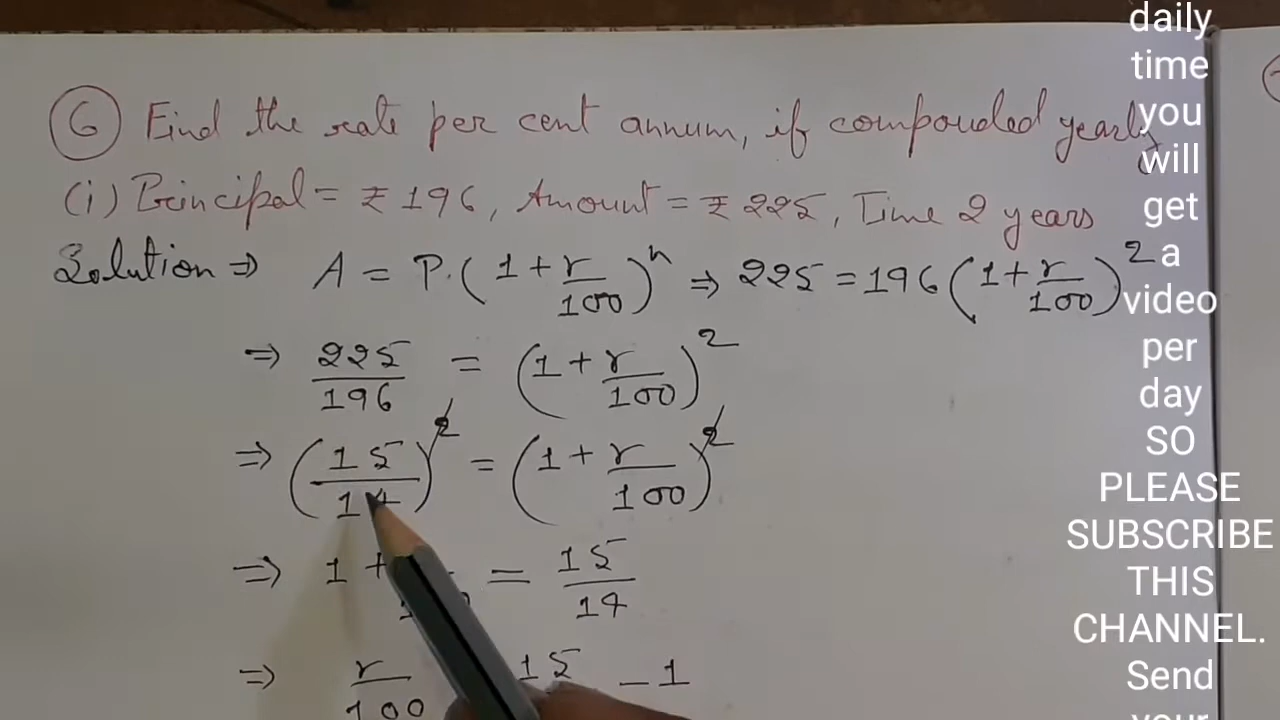 6 Find the rate per cent annum, if compouded yearly
(i) Principal = ₹ 196, Amount = ₹ 225, Time 2 years
Solution ⇒ A = P.(1 + r/100)^n ⇒ 225 = 196(1 + r/100)^2
⇒ 225/196 = (1 + r/100)^2
⇒ (15/14)^2 = (1 + r/100)^2
⇒ 1 + = 15/14
⇒ r/100 15 - 1
daily
time
you
will
get
a
video
per
day
SO
PLEASE
SUBSCRIBE
THIS
CHANNEL.
Send
your